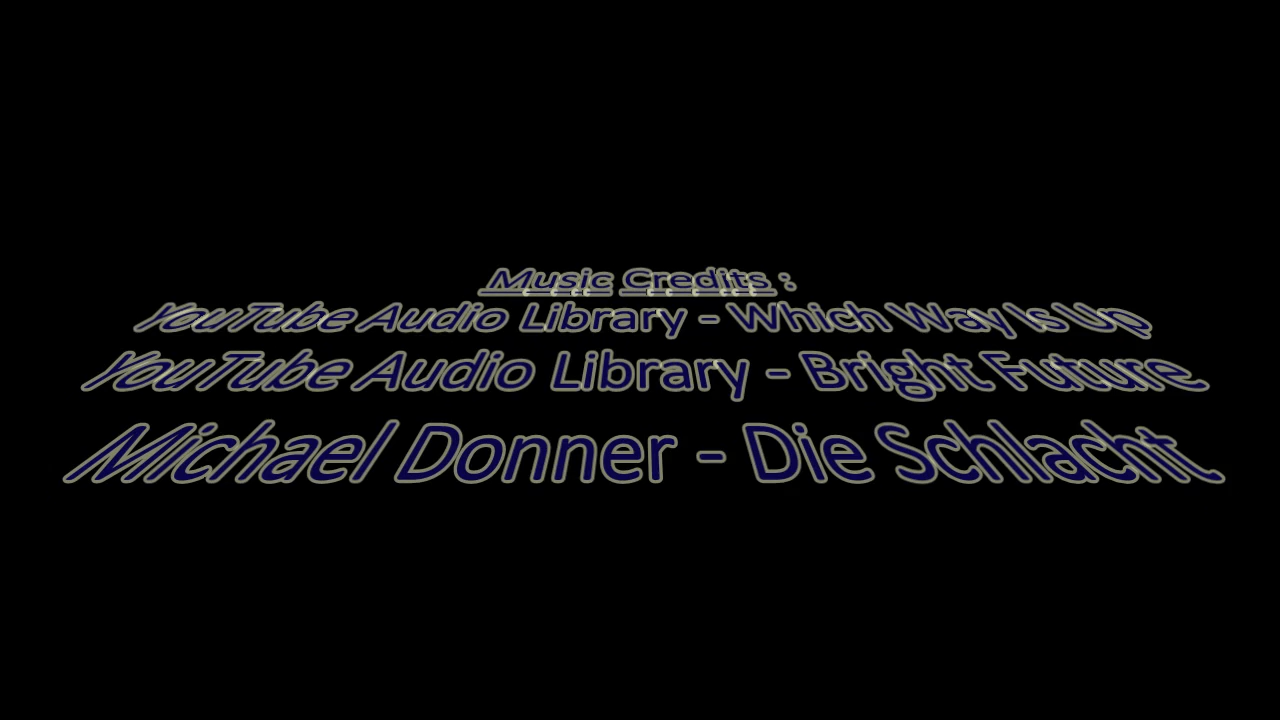 Music Credits :
YouTube Audio Library - Which Way Is Up
YouTube Audio Library - Bright Future
Michael Donner - Die Schlacht